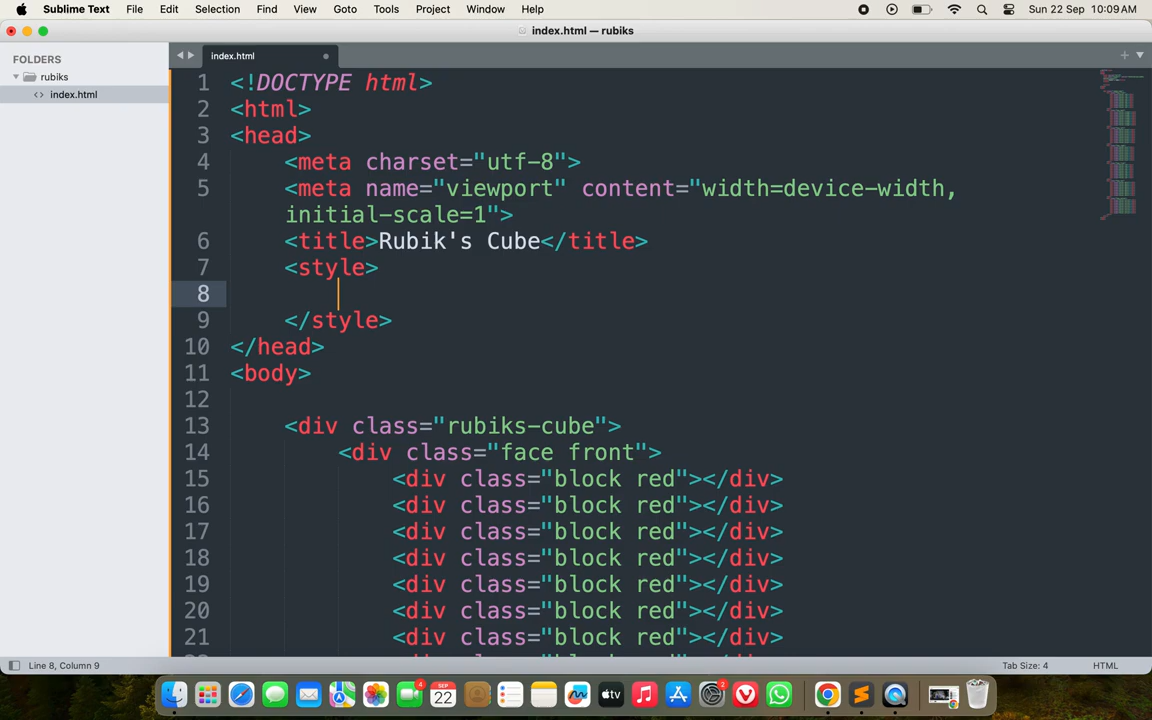 Sublime Text File Edit Selection Find View Goto Tools Project Window Help Sun 22 Sep 10:09 AM
index.html — rubiks
FOLDERS
rubiks
index.html
index.html
1 <!DOCTYPE html>
2 <html>
3 <head>
4 <meta charset="utf-8">
5 <meta name="viewport" content="width=device-width,
initial-scale=1">
6 <title>Rubik's Cube</title>
7 <style>
8
9 </style>
10 </head>
11 <body>
12
13 <div class="rubiks-cube">
14 <div class="face front">
15 <div class="block red"></div>
16 <div class="block red"></div>
17 <div class="block red"></div>
18 <div class="block red"></div>
19 <div class="block red"></div>
20 <div class="block red"></div>
21 <div class="block red"></div>
Line 8, Column 9 Tab Size: 4 HTML
4
SEP
22
tv
2